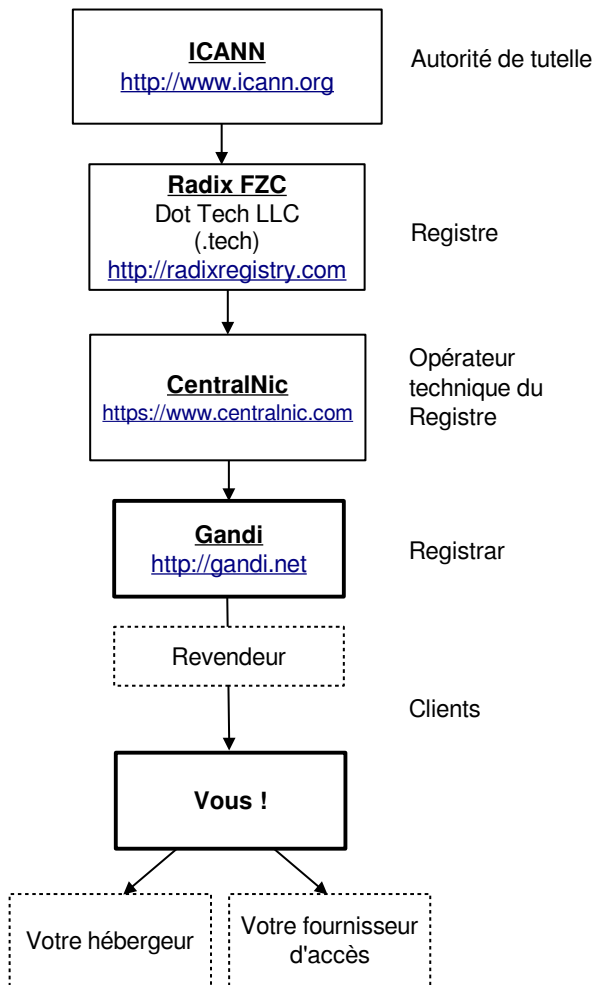 ICANN
http://www.icann.org
Autorité de tutelle
Radix FZC
Dot Tech LLC
(.tech)
http://radixregistry.com
Registre
CentralNic
https://www.centralnic.com
Opérateur
technique du
Registre
Gandi
http://gandi.net
Registrar
Revendeur
Clients
Vous !
Votre hébergeur
Votre fournisseur
d'accès